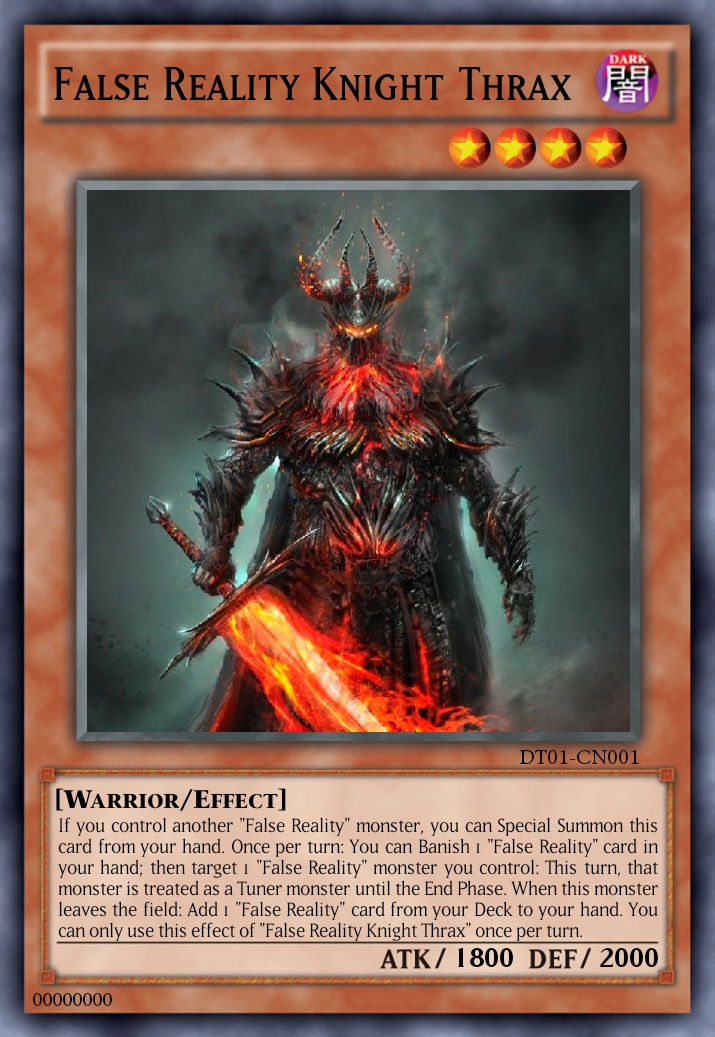 False Reality Knight Thrax
DARK
闇
DT01-CN001
[Warrior/Effect]
If you control another "False Reality" monster, you can Special Summon this
card from your hand. Once per turn: You can Banish 1 "False Reality" card in
your hand; then target 1 "False Reality" monster you control: This turn, that
monster is treated as a Tuner monster until the End Phase. When this monster
leaves the field: Add 1 "False Reality" card from your Deck to your hand. You
can only use this effect of "False Reality Knight Thrax" once per turn.
ATK/ 1800 DEF/ 2000
00000000